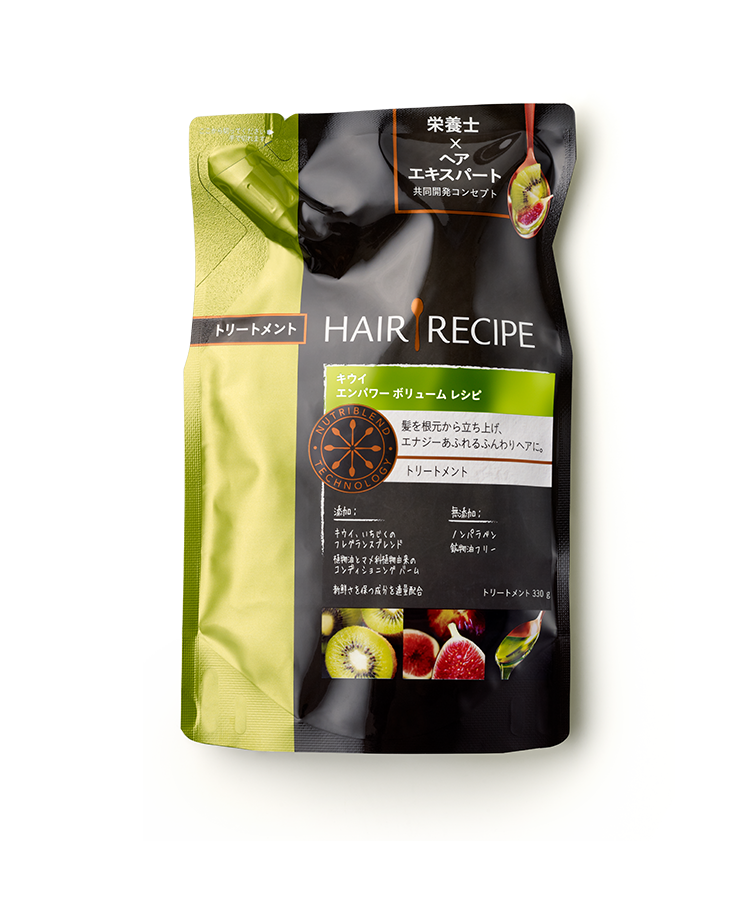 栄養士
×
ヘア
エキスパート
共同開発コンセプト
トリートメント
HAIR RECIPE
キウイ
エンパワー ボリューム レシピ
髪を根元から立ち上げ、
エナジーあふれるふんわりヘアに。
トリートメント
NUTRIBLEND
TECHNOLOGY
添加;
キウイ、いちじくの
フレグランスブレンド
植物油とマメ科植物由来の
コンディショニング バーム
新鮮さを保つ成分を適量配合
無添加;
ノンパラベン
鉱物油フリー
トリートメント 330 g